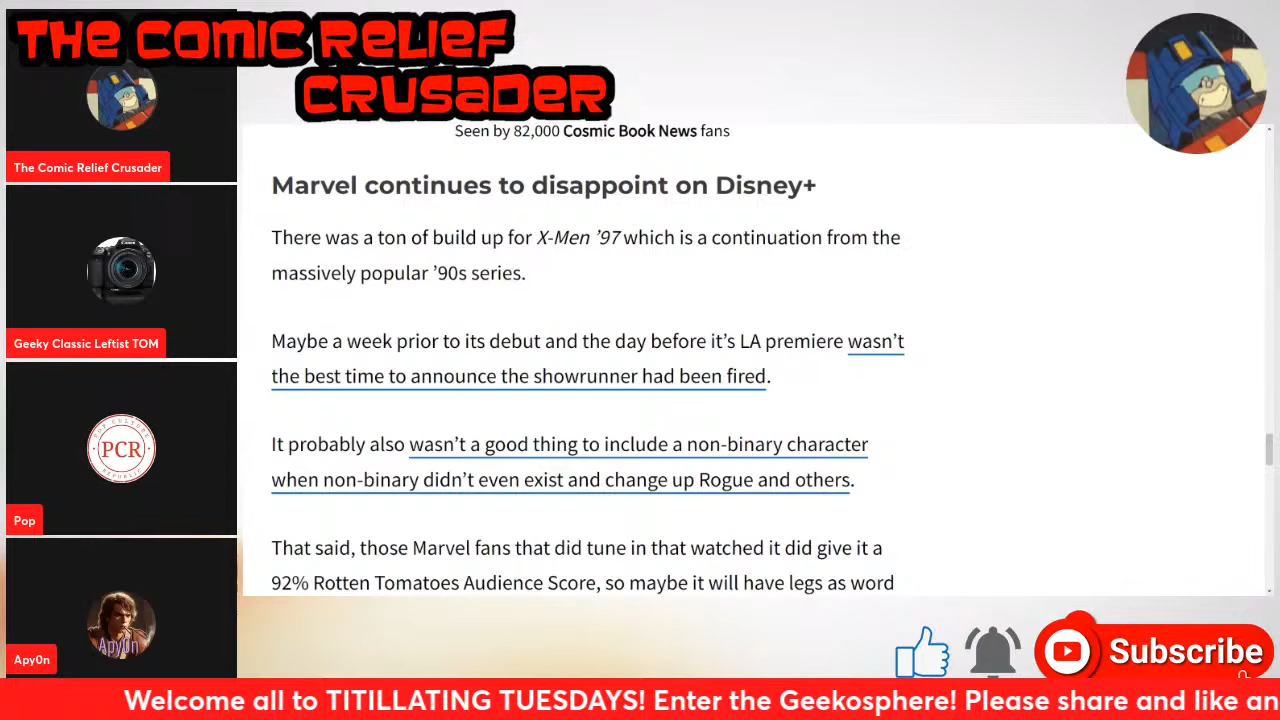 THE COMIC RELIEF
CRUSADER
The Comic Relief Crusader
Geeky Classic Leftist TOM
PCR
Pop
Apy0n
Apy0n
Seen by 82,000 Cosmic Book News fans
Marvel continues to disappoint on Disney+
There was a ton of build up for X-Men ’97 which is a continuation from the
massively popular ’90s series.
Maybe a week prior to its debut and the day before it’s LA premiere wasn’t
the best time to announce the showrunner had been fired.
It probably also wasn’t a good thing to include a non-binary character
when non-binary didn’t even exist and change up Rogue and others.
That said, those Marvel fans that did tune in that watched it did give it a
92% Rotten Tomatoes Audience Score, so maybe it will have legs as word
Subscribe
Welcome all to TITILLATING TUESDAYS! Enter the Geekosphere! Please share and like an